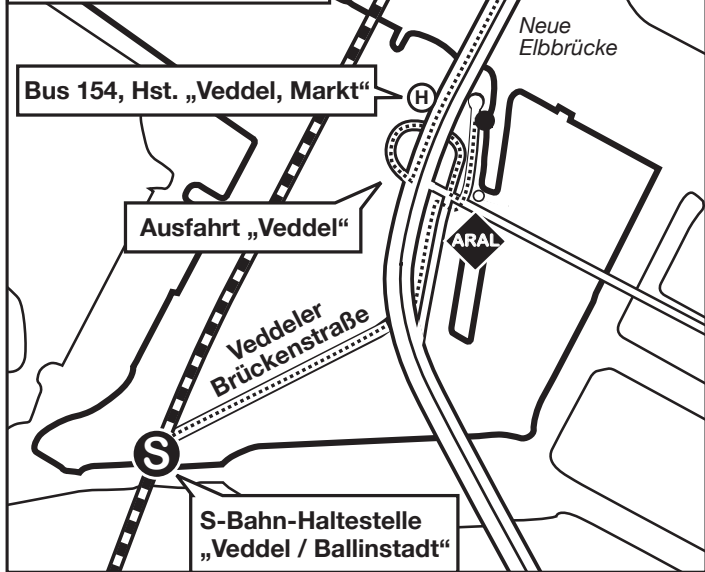 Neue
Elbbrücke
Bus 154, Hst. „Veddel, Markt“
H
Ausfahrt „Veddel“
ARAL
Veddeler
Brückenstraße
S
S-Bahn-Haltestelle
„Veddel / Ballinstadt“